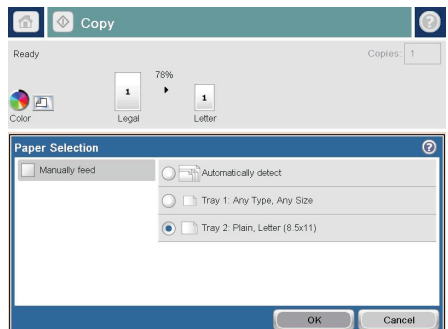 Copy
Ready
Copies: 1
78%
1
1
Color
Legal
Letter
Paper Selection
Manually feed
Automatically detect
Tray 1: Any Type, Any Size
Tray 2: Plain, Letter (8.5x11)
OK
Cancel